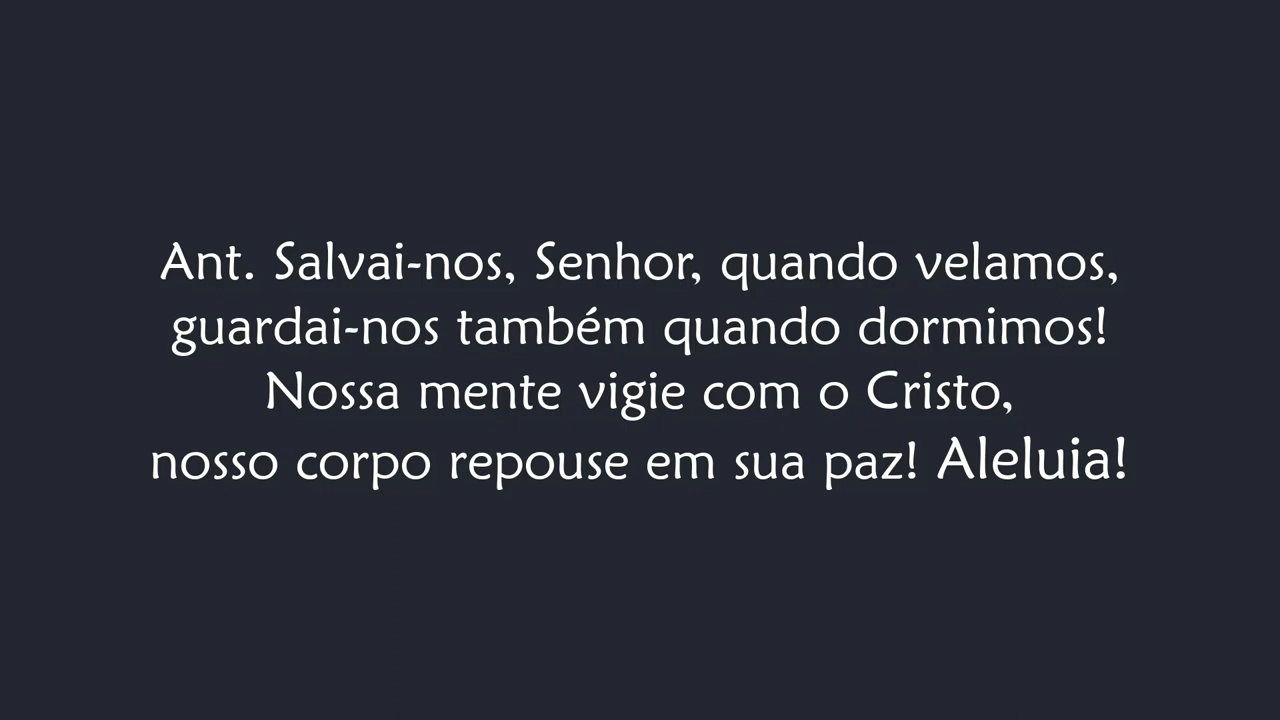 Ant. Salvai-nos, Senhor, quando velamos,
guardai-nos também quando dormimos!
Nossa mente vigie com o Cristo,
nosso corpo repouse em sua paz! Aleluia!